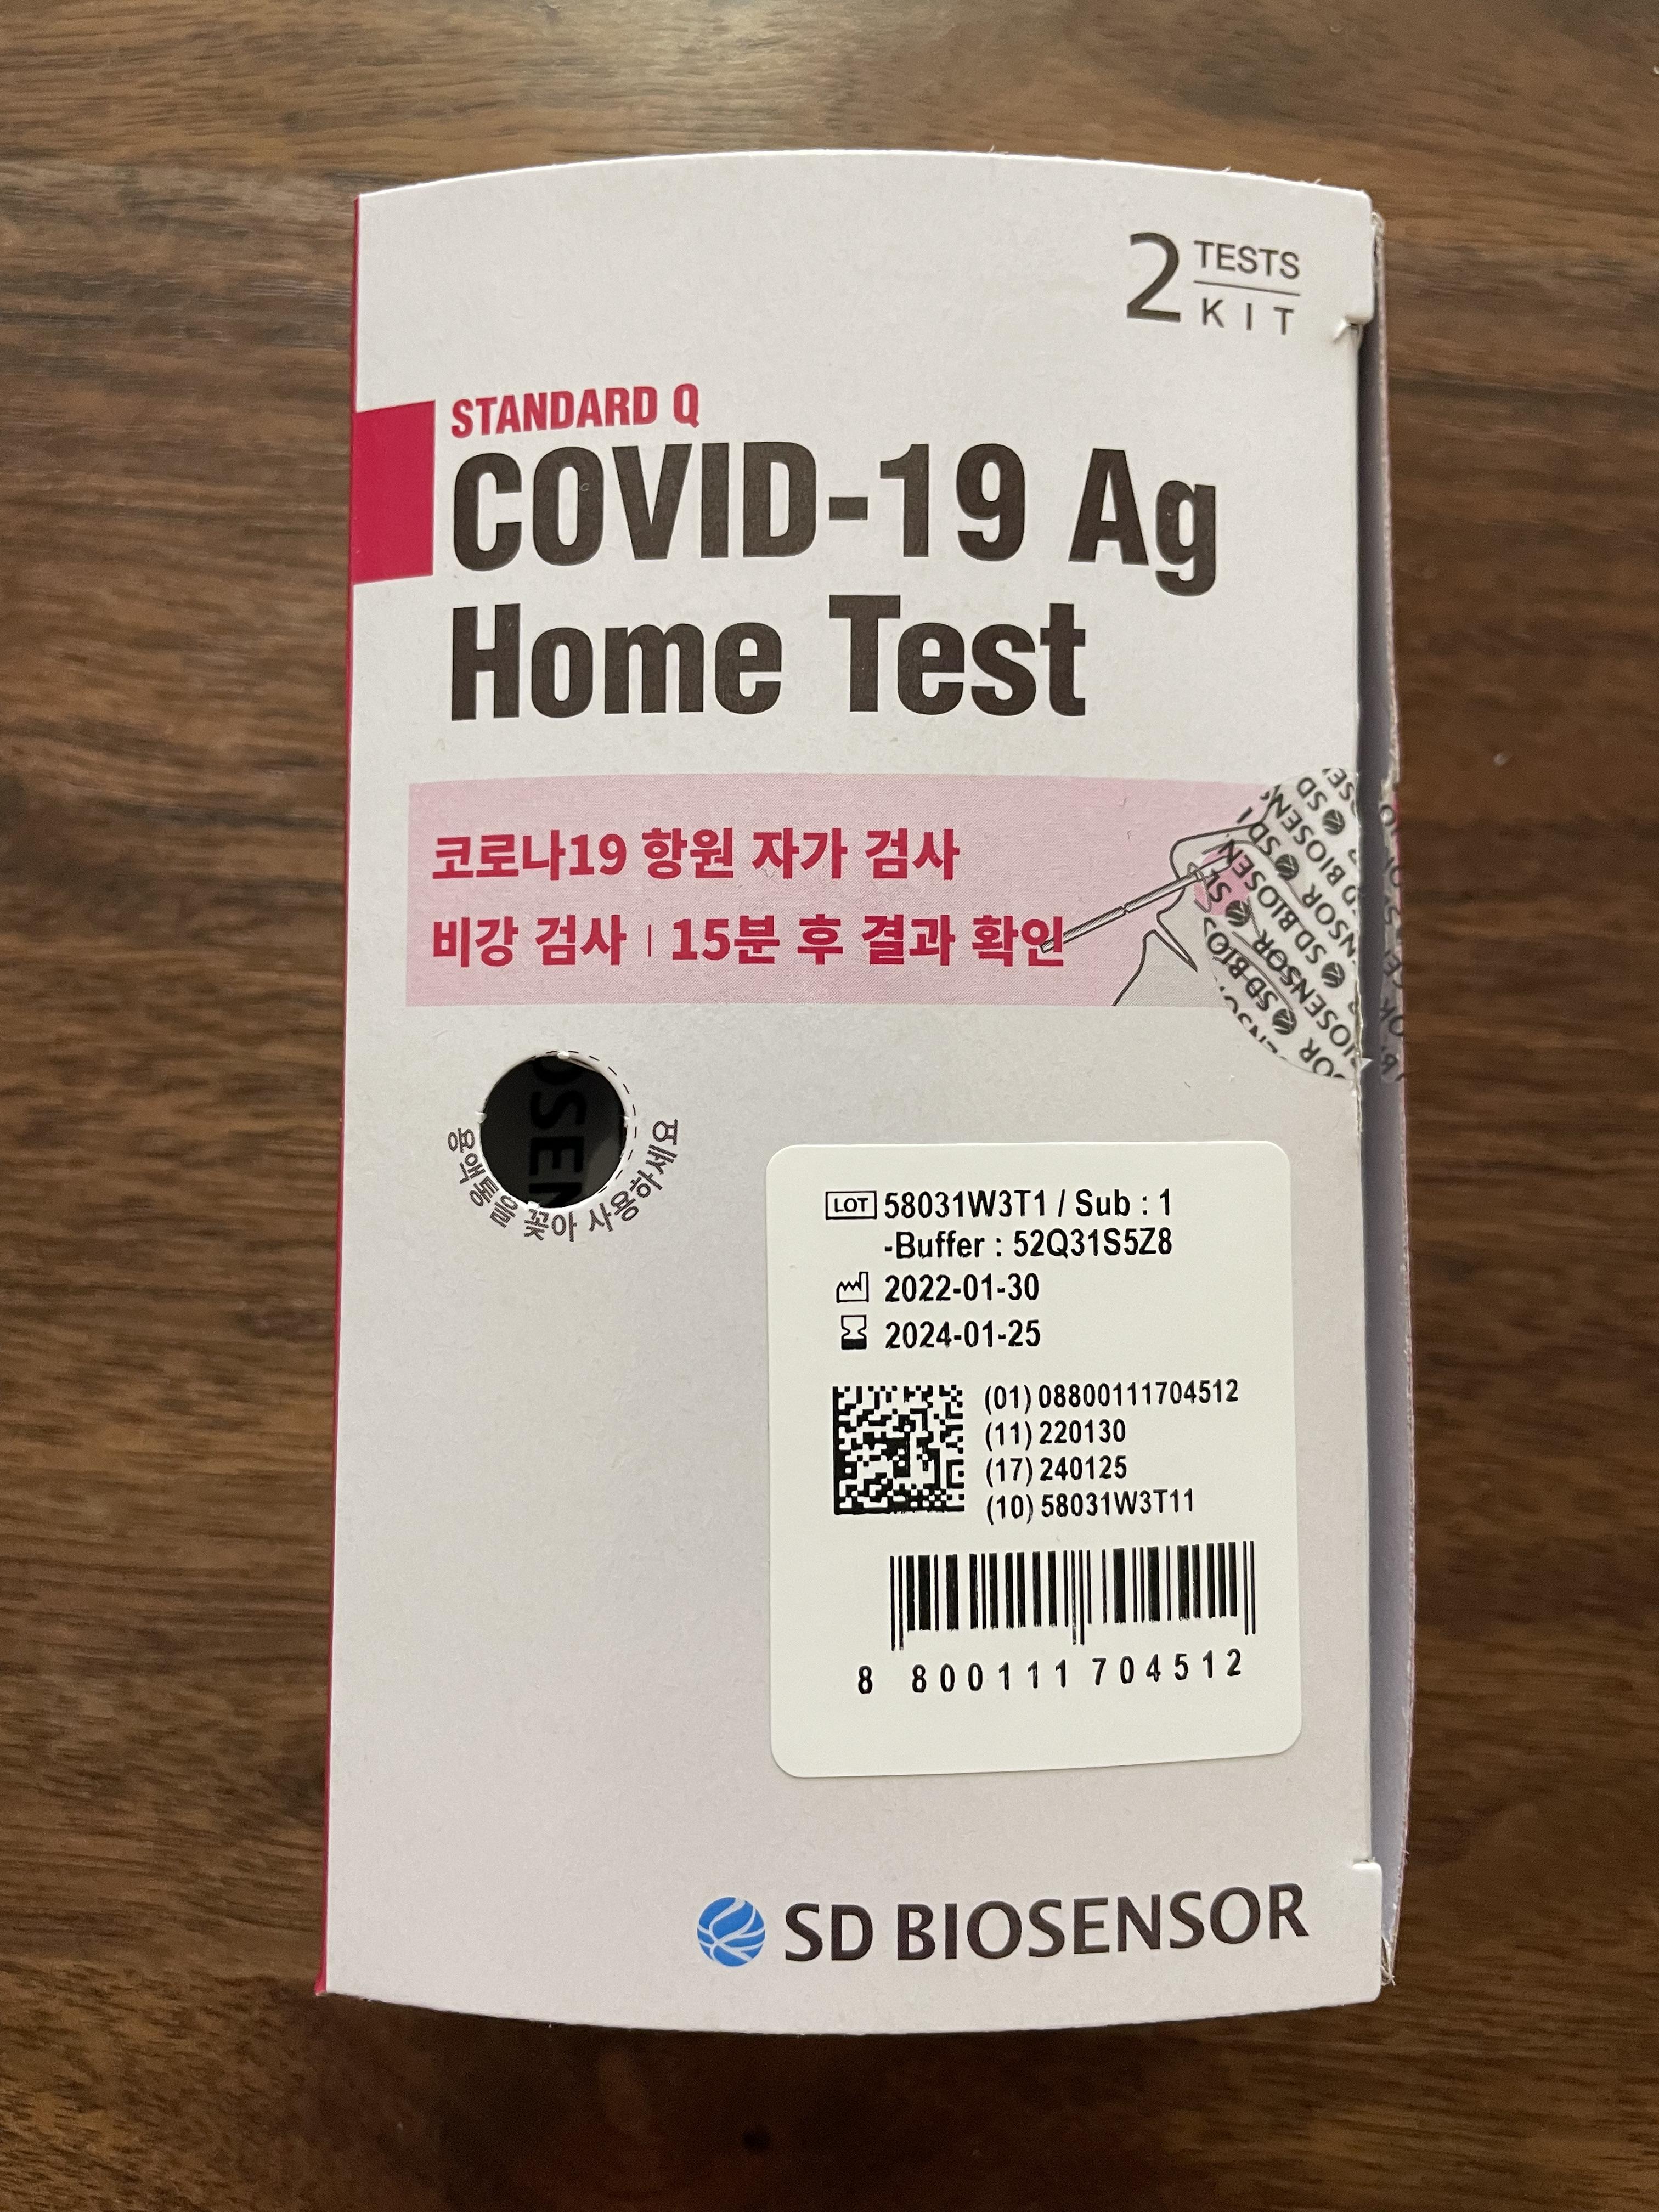 2 TESTS
KIT
STANDARD Q
COVID-19 Ag
Home Test
코로나19 항원 자가 검사
비강 검사 | 15분 후 결과 확인
용액통을 꽂아 사용하세요
LOT 58031W3T1 / Sub : 1
-Buffer : 52Q31S5Z8
2022-01-30
2024-01-25
(01) 08800111704512
(11) 220130
(17) 240125
(10) 58031W3T11
8 800111 704512
SD BIOSENSOR